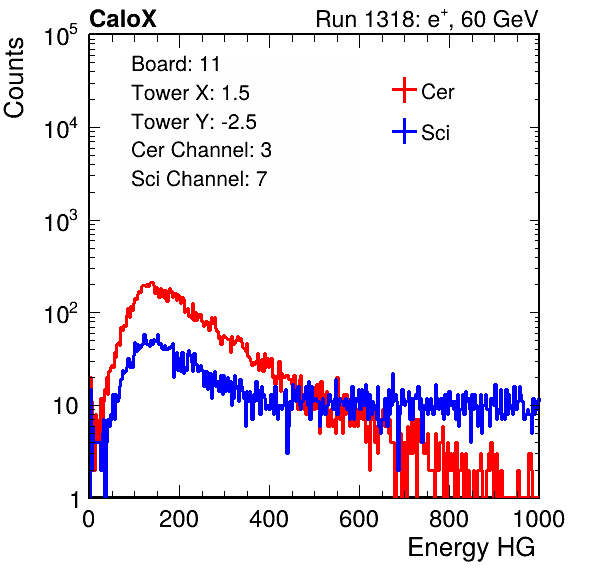 CaloX
Run 1318: e+, 60 GeV
Counts
10^5
10^4
10^3
10^2
10
1
Board: 11
Tower X: 1.5
Tower Y: -2.5
Cer Channel: 3
Sci Channel: 7
Cer
Sci
0 200 400 600 800 1000
Energy HG